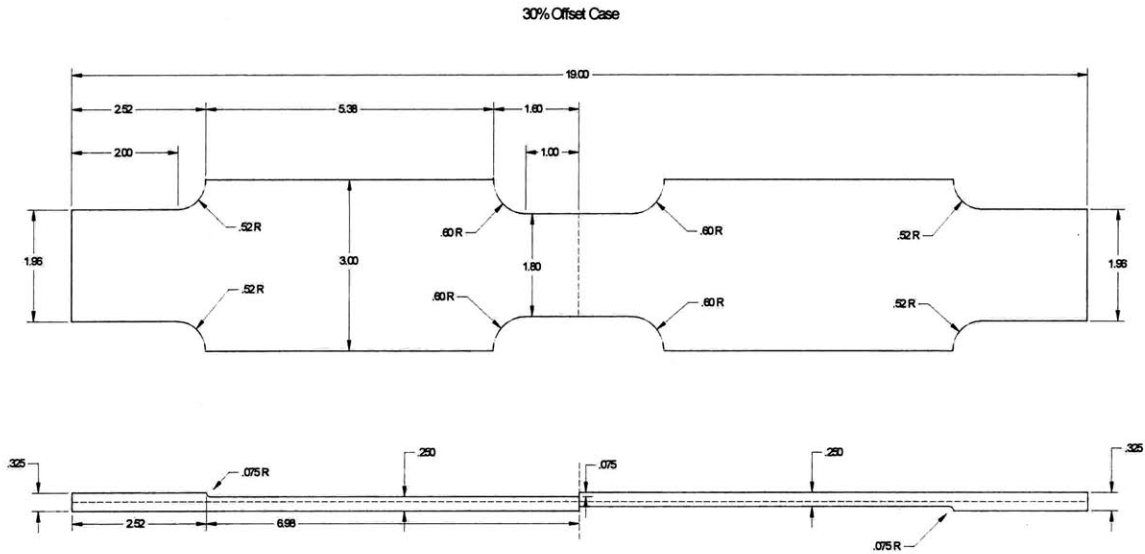 30% Offset Case
19.00
2.52
5.38
1.60
2.00
1.00
.52 R
.60 R
.60 R
.52 R
1.96
3.00
1.80
1.96
.52 R
.60 R
.60 R
.52 R
.325
.075 R
.250
.075
.250
.325
2.52
6.98
.075 R